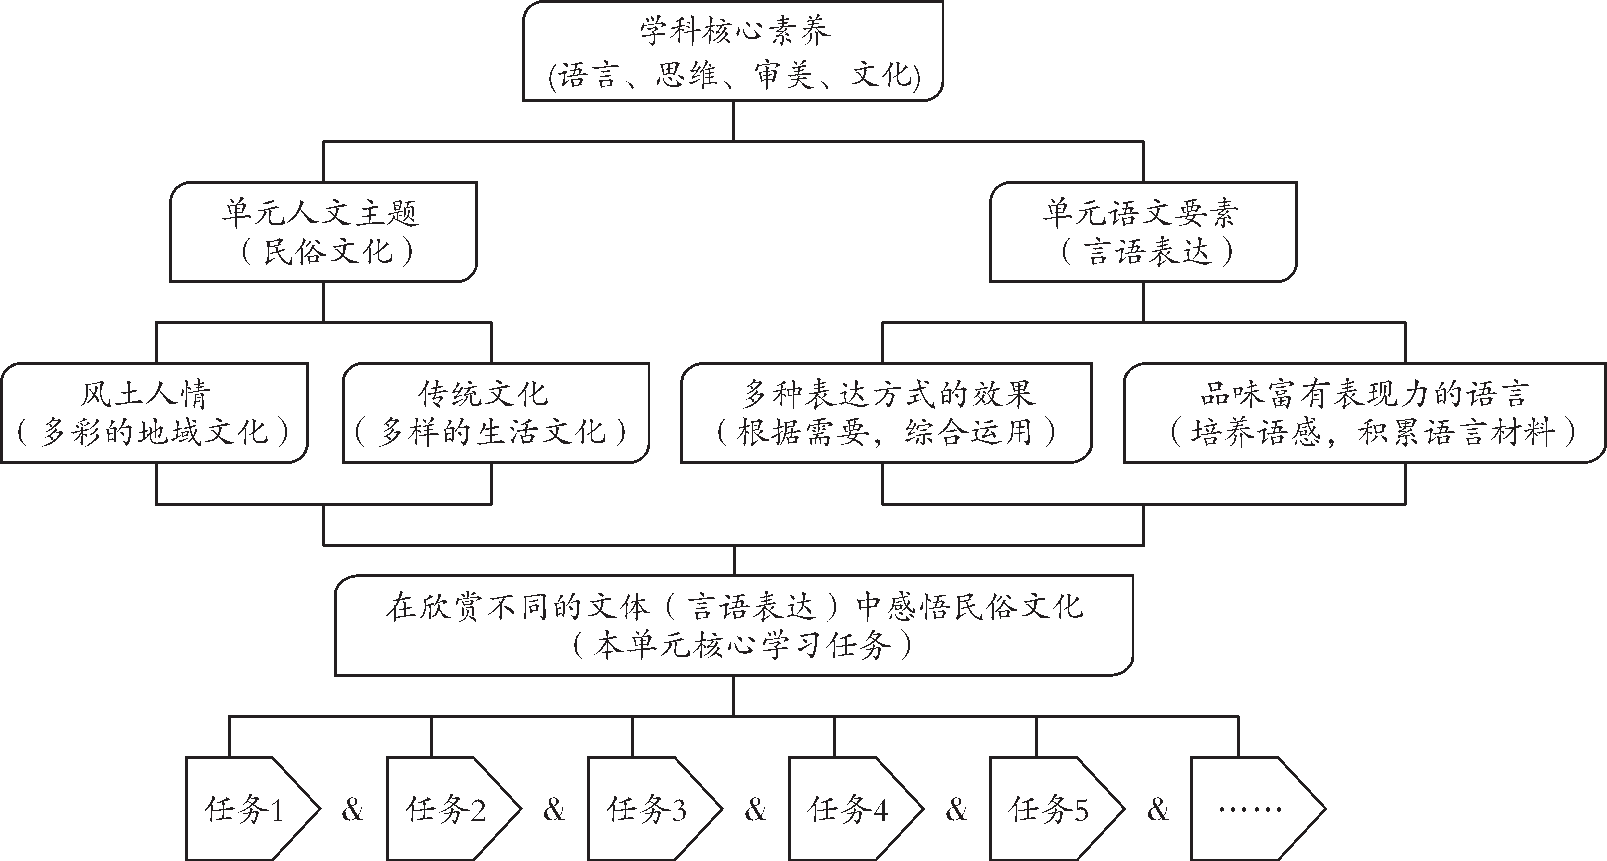 学科核心素养
(语言、思维、审美、文化)
单元人文主题
（民俗文化）
单元语文要素
（言语表达）
风土人情
（多彩的地域文化）
传统文化
（多样的生活文化）
多种表达方式的效果
（根据需要，综合运用）
品味富有表现力的语言
（培养语感，积累语言材料）
在欣赏不同的文体（言语表达）中感悟民俗文化
（本单元核心学习任务）
任务1 & 任务2 & 任务3 & 任务4 & 任务5 & ……